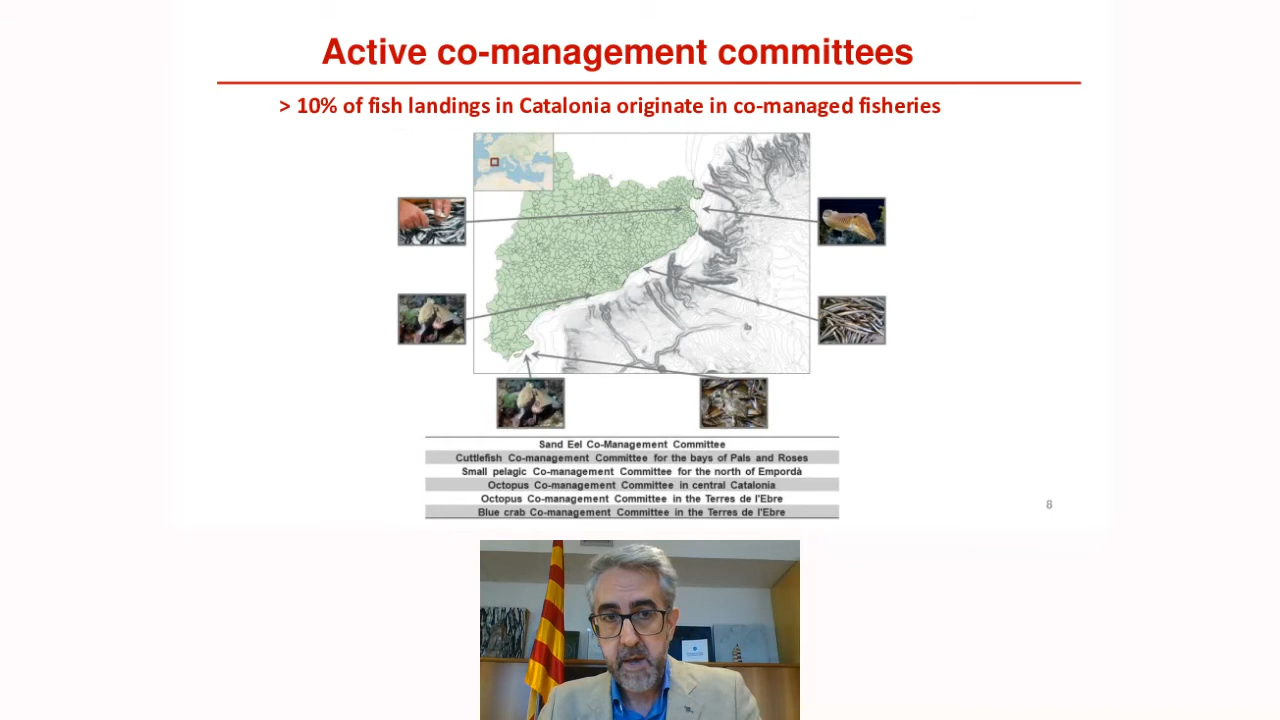 Active co-management committees
> 10% of fish landings in Catalonia originate in co-managed fisheries
Sand Eel Co-Management Committee
Cuttlefish Co-management Committee for the bays of Pals and Roses
Small pelagic Co-management Committee for the north of Empordà
Octopus Co-management Committee in central Catalonia
Octopus Co-management Committee in the Terres de l'Ebre
Blue crab Co-management Committee in the Terres de l'Ebre
8